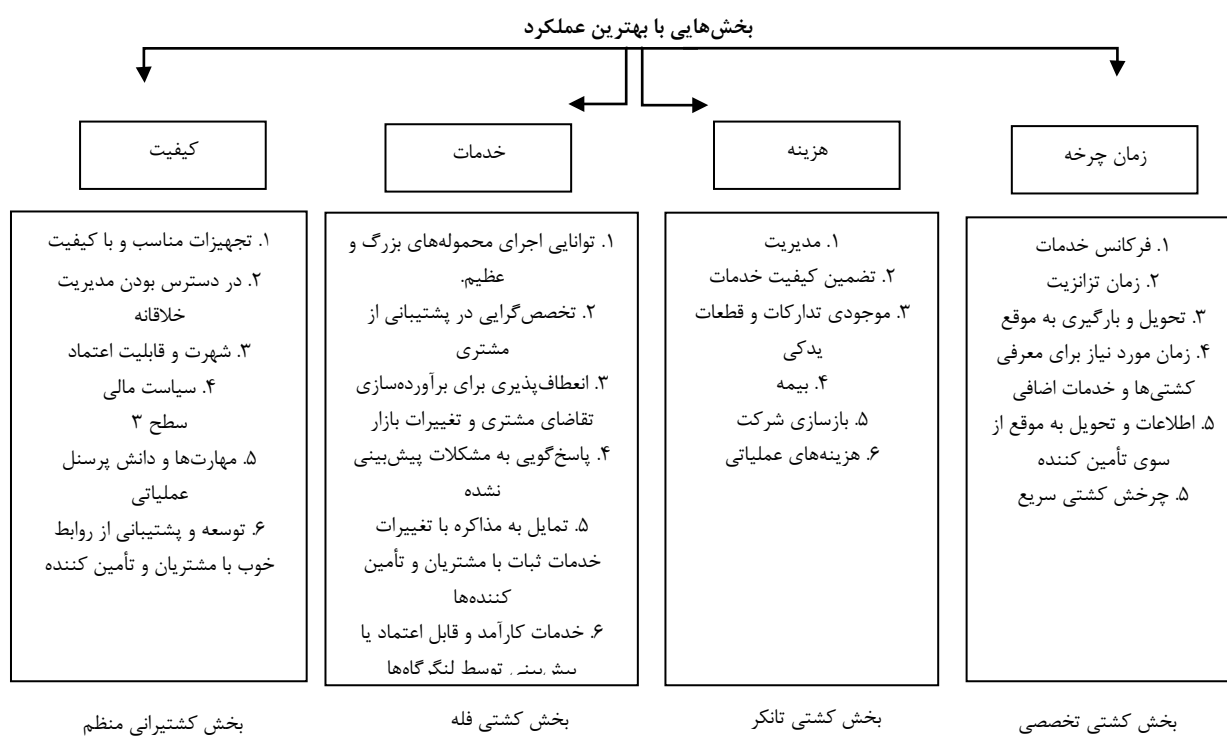 بخش‌هایی با بهترین عملکرد
زمان چرخه
هزینه
خدمات
کیفیت
۱. فرکانس خدمات
۲. زمان تزانزیت
۳. تحویل و بارگیری به موقع
۴. زمان مورد نیاز برای معرفی
کشتی‌ها و خدمات اضافی
۵. اطلاعات و تحویل به موقع از
سوی تأمین کننده
۵. چرخش کشتی سریع
۱. مدیریت
۲. تضمین کیفیت خدمات
۳. موجودی تدارکات و قطعات
یدکی
۴. بیمه
۵. بازسازی شرکت
۶. هزینه‌های عملیاتی
۱. توانایی اجرای محموله‌های بزرگ و
عظیم.
۲. تخصص‌گرایی در پشتیبانی از
مشتری
۳. انعطاف‌پذیری برای برآورده‌سازی
تقاضای مشتری و تغییرات بازار
۴. پاسخ‌گویی به مشکلات پیش‌بینی
نشده
۵. تمایل به مذاکره با تغییرات
خدمات ثبات با مشتریان و تأمین
کننده‌ها
۶. خدمات کارآمد و قابل اعتماد یا
پیش‌بینی توسط لنگرگاه‌ها
۱. تجهیزات مناسب و با کیفیت
۲. در دسترس بودن مدیریت
خلاقانه
۳. شهرت و قابلیت اعتماد
۴. سیاست مالی
سطح ۳
۵. مهارت‌ها و دانش پرسنل
عملیاتی
۶. توسعه و پشتیبانی از روابط
خوب با مشتریان و تأمین کننده
بخش کشتی تخصصی
بخش کشتی تانکر
بخش کشتی فله
بخش کشتیرانی منظم